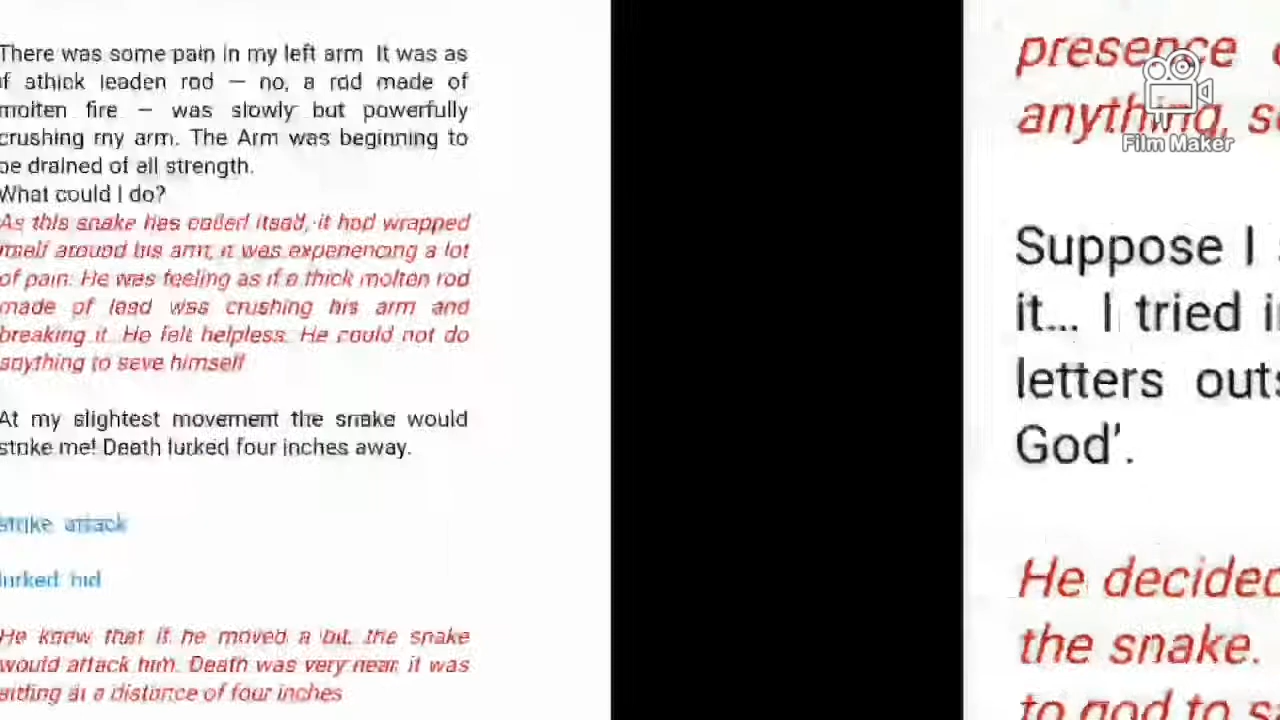 There was some pain in my left arm It was as
if athick leaden rod — no, a rod made of
molten fire — was slowly but powerfully
crushing my arm. The Arm was beginning to
be drained of all strength.
What could I do?
As this snake has coiled itself, it had wrapped
itself around his arm, it was experiencing a lot
of pain. He was feeling as if a thick molten rod
made of lead was crushing his arm and
breaking it. He felt helpless. He could not do
anything to save himself
At my slightest movement the snake would
strike me! Death lurked four inches away.
strike attack
lurked hid
He knew that if he moved a bit, the snake
would attack him. Death was very near, it was
sitting at a distance of four inches
presence
anything, s
Film Maker
Suppose I
it... I tried i
letters outs
God'.
He decided
the snake.
to god to s